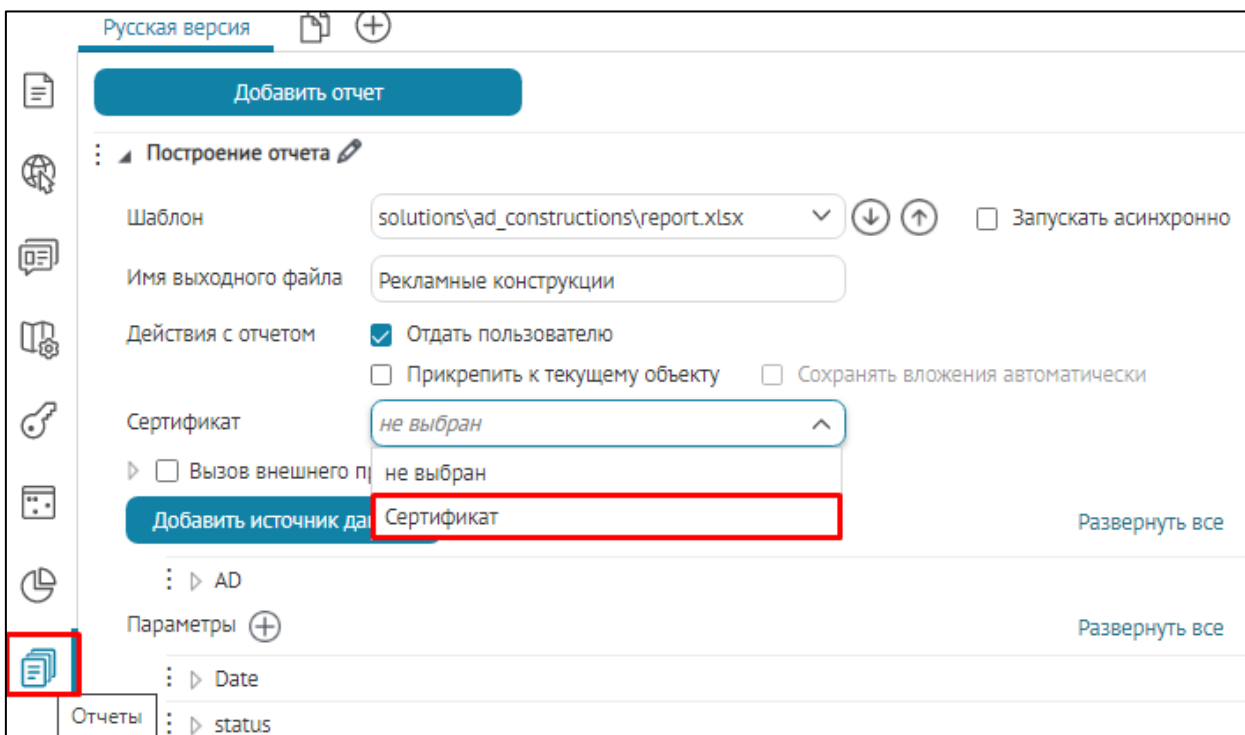 Русская версия
Добавить отчет
Построение отчета
Шаблон solutions\ad_constructions\report.xlsx Запускать асинхронно
Имя выходного файла Рекламные конструкции
Действия с отчетом Отдать пользователю
Прикрепить к текущему объекту Сохранять вложения автоматически
Сертификат не выбран
Вызов внешнего не выбран
Добавить источник Сертификат Развернуть все
AD
Параметры Развернуть все
Date
Отчеты status